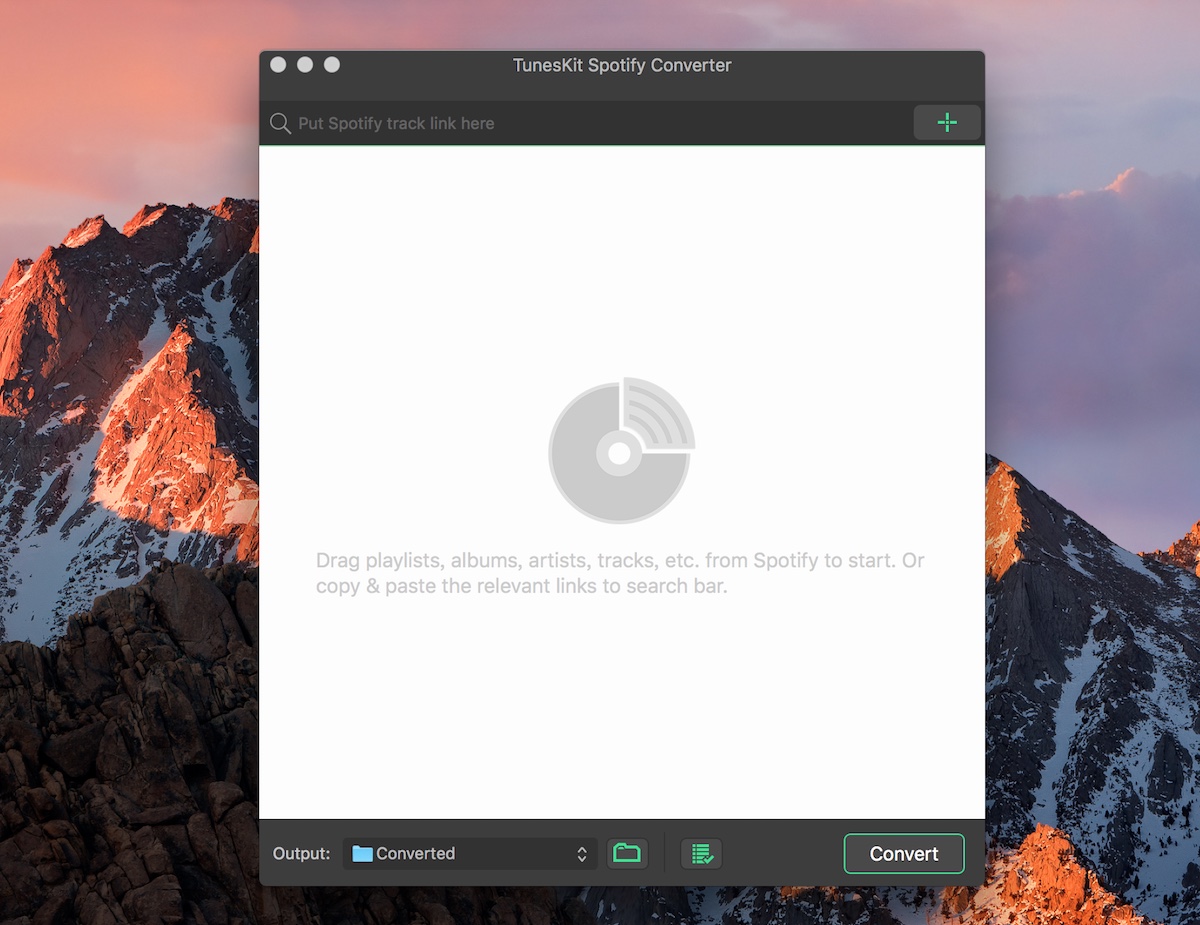 TunesKit Spotify Converter
Put Spotify track link here
Drag playlists, albums, artists, tracks, etc. from Spotify to start. Or
copy & paste the relevant links to search bar.
Output: Converted Convert